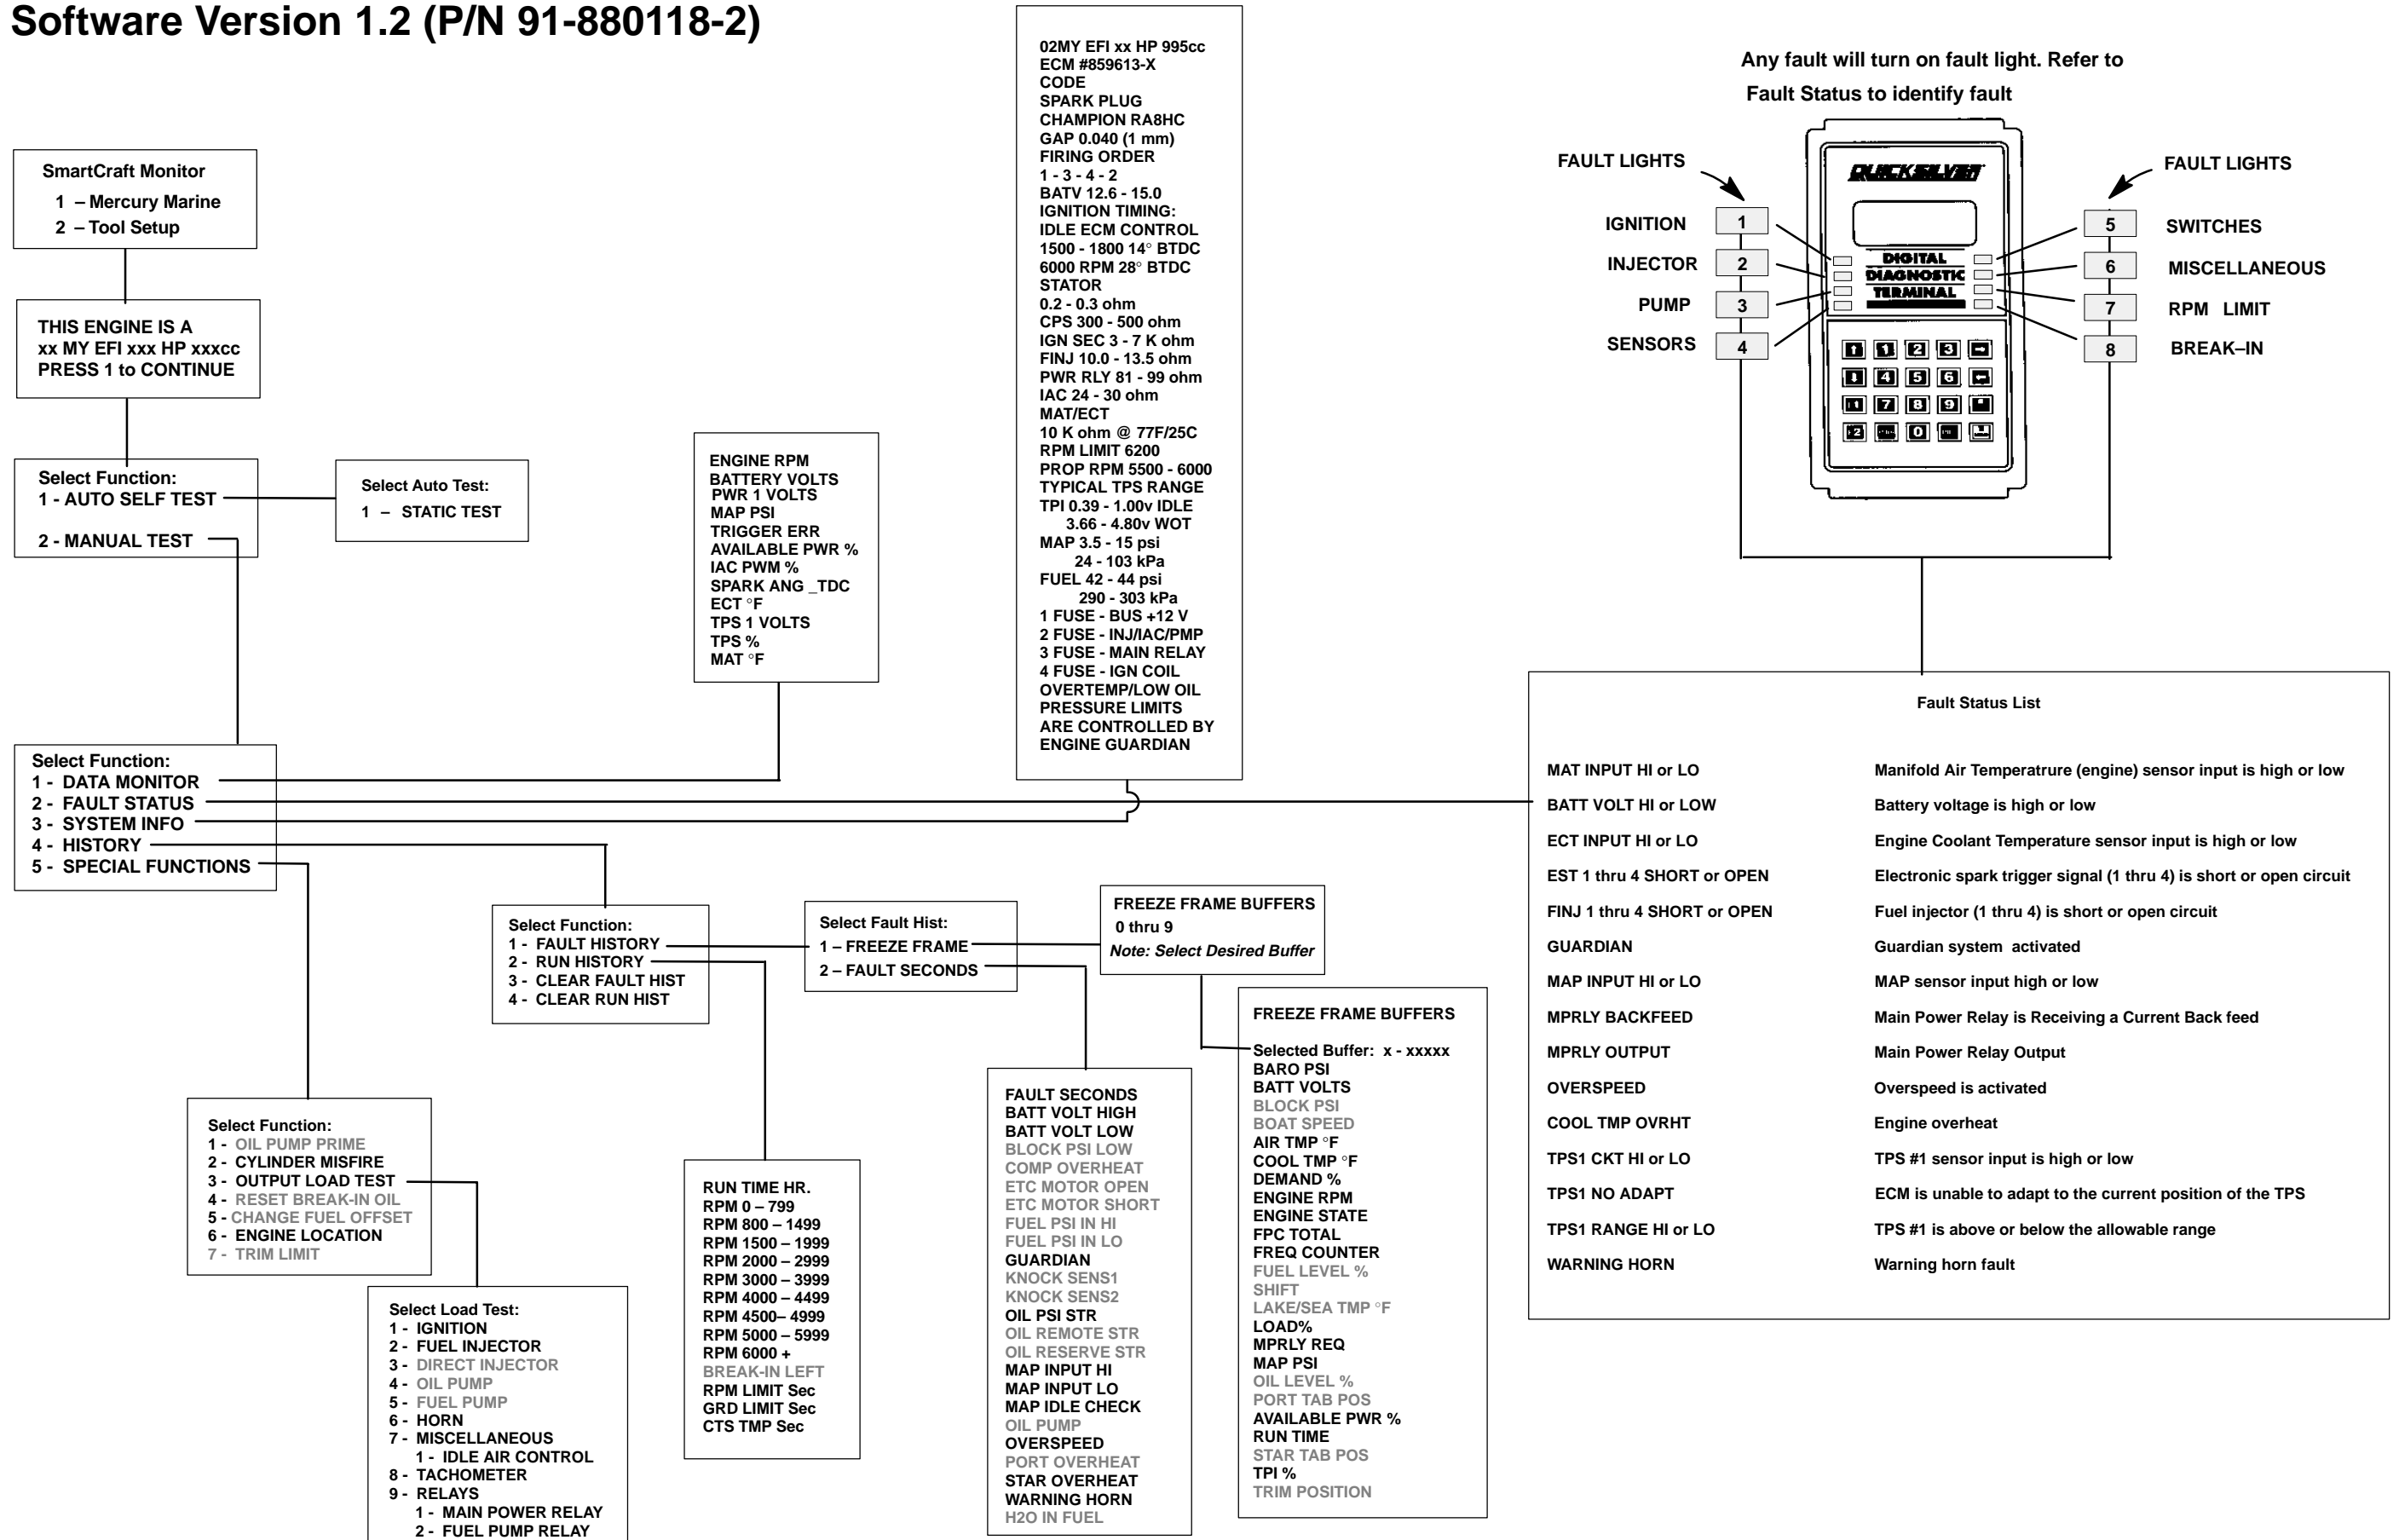 Software Version 1.2 (P/N 91-880118-2)
SmartCraft Monitor
1 – Mercury Marine
2 – Tool Setup
THIS ENGINE IS A
xx MY EFI xxx HP xxxcc
PRESS 1 to CONTINUE
Select Function:
1 - AUTO SELF TEST
2 - MANUAL TEST
Select Auto Test:
1 – STATIC TEST
Select Function:
1 - DATA MONITOR
2 - FAULT STATUS
3 - SYSTEM INFO
4 - HISTORY
5 - SPECIAL FUNCTIONS
ENGINE RPM
BATTERY VOLTS
PWR 1 VOLTS
MAP PSI
TRIGGER ERR
AVAILABLE PWR %
IAC PWM %
SPARK ANG _TDC
ECT °F
TPS 1 VOLTS
TPS %
MAT °F
02MY EFI xx HP 995cc
ECM #859613-X
CODE
SPARK PLUG
CHAMPION RA8HC
GAP 0.040 (1 mm)
FIRING ORDER
1 - 3 - 4 - 2
BATV 12.6 - 15.0
IGNITION TIMING:
IDLE ECM CONTROL
1500 - 1800 14° BTDC
6000 RPM 28° BTDC
STATOR
0.2 - 0.3 ohm
CPS 300 - 500 ohm
IGN SEC 3 - 7 K ohm
FINJ 10.0 - 13.5 ohm
PWR RLY 81 - 99 ohm
IAC 24 - 30 ohm
MAT/ECT
10 K ohm @ 77F/25C
RPM LIMIT 6200
PROP RPM 5500 - 6000
TYPICAL TPS RANGE
TPI 0.39 - 1.00v IDLE
3.66 - 4.80v WOT
MAP 3.5 - 15 psi
24 - 103 kPa
FUEL 42 - 44 psi
290 - 303 kPa
1 FUSE - BUS +12 V
2 FUSE - INJ/IAC/PMP
3 FUSE - MAIN RELAY
4 FUSE - IGN COIL
OVERTEMP/LOW OIL
PRESSURE LIMITS
ARE CONTROLLED BY
ENGINE GUARDIAN
Select Function:
1 - FAULT HISTORY
2 - RUN HISTORY
3 - CLEAR FAULT HIST
4 - CLEAR RUN HIST
Select Fault Hist:
1 – FREEZE FRAME
2 – FAULT SECONDS
FREEZE FRAME BUFFERS
0 thru 9
Note: Select Desired Buffer
Select Function:
1 - OIL PUMP PRIME
2 - CYLINDER MISFIRE
3 - OUTPUT LOAD TEST
4 - RESET BREAK-IN OIL
5 - CHANGE FUEL OFFSET
6 - ENGINE LOCATION
7 - TRIM LIMIT
Select Load Test:
1 - IGNITION
2 - FUEL INJECTOR
3 - DIRECT INJECTOR
4 - OIL PUMP
5 - FUEL PUMP
6 - HORN
7 - MISCELLANEOUS
1 - IDLE AIR CONTROL
8 - TACHOMETER
9 - RELAYS
1 - MAIN POWER RELAY
2 - FUEL PUMP RELAY
RUN TIME HR.
RPM 0 – 799
RPM 800 – 1499
RPM 1500 – 1999
RPM 2000 – 2999
RPM 3000 – 3999
RPM 4000 – 4499
RPM 4500– 4999
RPM 5000 – 5999
RPM 6000 +
BREAK-IN LEFT
RPM LIMIT Sec
GRD LIMIT Sec
CTS TMP Sec
FAULT SECONDS
BATT VOLT HIGH
BATT VOLT LOW
BLOCK PSI LOW
COMP OVERHEAT
ETC MOTOR OPEN
ETC MOTOR SHORT
FUEL PSI IN HI
FUEL PSI IN LO
GUARDIAN
KNOCK SENS1
KNOCK SENS2
OIL PSI STR
OIL REMOTE STR
OIL RESERVE STR
MAP INPUT HI
MAP INPUT LO
MAP IDLE CHECK
OIL PUMP
OVERSPEED
PORT OVERHEAT
STAR OVERHEAT
WARNING HORN
H2O IN FUEL
FREEZE FRAME BUFFERS
Selected Buffer: x - xxxxx
BARO PSI
BATT VOLTS
BLOCK PSI
BOAT SPEED
AIR TMP °F
COOL TMP °F
DEMAND %
ENGINE RPM
ENGINE STATE
FPC TOTAL
FREQ COUNTER
FUEL LEVEL %
SHIFT
LAKE/SEA TMP °F
LOAD%
MPRLY REQ
MAP PSI
OIL LEVEL %
PORT TAB POS
AVAILABLE PWR %
RUN TIME
STAR TAB POS
TPI %
TRIM POSITION
Any fault will turn on fault light. Refer to
Fault Status to identify fault
FAULT LIGHTS
IGNITION 1
INJECTOR 2
PUMP 3
SENSORS 4
QUICKSILVER
DIGITAL
DIAGNOSTIC
TERMINAL
1 2 3
4 5 6
7 8 9
0
FAULT LIGHTS
5 SWITCHES
6 MISCELLANEOUS
7 RPM LIMIT
8 BREAK–IN
Fault Status List
MAT INPUT HI or LO Manifold Air Temperatrure (engine) sensor input is high or low
BATT VOLT HI or LOW Battery voltage is high or low
ECT INPUT HI or LO Engine Coolant Temperature sensor input is high or low
EST 1 thru 4 SHORT or OPEN Electronic spark trigger signal (1 thru 4) is short or open circuit
FINJ 1 thru 4 SHORT or OPEN Fuel injector (1 thru 4) is short or open circuit
GUARDIAN Guardian system activated
MAP INPUT HI or LO MAP sensor input high or low
MPRLY BACKFEED Main Power Relay is Receiving a Current Back feed
MPRLY OUTPUT Main Power Relay Output
OVERSPEED Overspeed is activated
COOL TMP OVRHT Engine overheat
TPS1 CKT HI or LO TPS #1 sensor input is high or low
TPS1 NO ADAPT ECM is unable to adapt to the current position of the TPS
TPS1 RANGE HI or LO TPS #1 is above or below the allowable range
WARNING HORN Warning horn fault